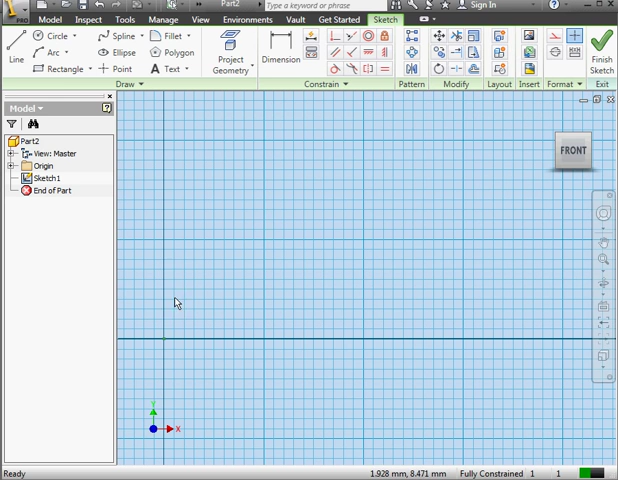 Part2
Type a keyword or phrase
Sign In
PRO
Model Inspect Tools Manage View Environments Vault Get Started Sketch
Line
Circle
Arc
Rectangle
Spline
Ellipse
Point
Fillet
Polygon
Text
Project
Geometry
Dimension
Finish
Sketch
Draw Constrain Pattern Modify Layout Insert Format Exit
Model
Part2
View: Master
Origin
Sketch1
End of Part
FRONT
Y
X
Ready 1.928 mm, 8.471 mm Fully Constrained 1 1